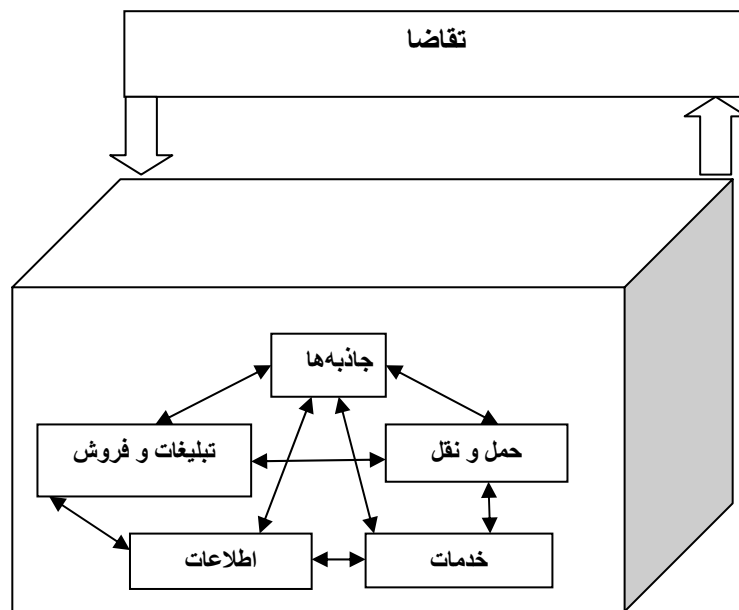 تقاضا
جاذبه‌ها
حمل و نقل
تبلیغات و فروش
خدمات
اطلاعات